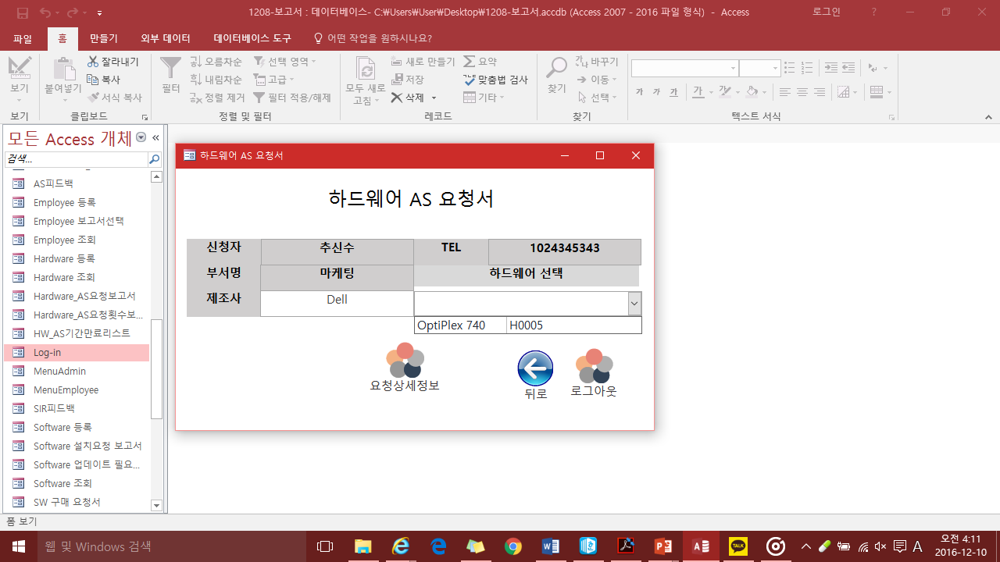 1208-보고서 : 데이터베이스- C:₩Users₩User₩Desktop₩1208-보고서.accdb (Access 2007 - 2016 파일 형식) - Access
로그인
?
파일
홈
만들기
외부 데이터
데이터베이스 도구
어떤 작업을 원하시나요?
보기
붙여넣기
잘라내기
복사
서식 복사
필터
오름차순
내림차순
정렬 제거
선택 영역
고급
필터 적용/해제
모두 새로 고침
새로 만들기
저장
삭제
요약
맞춤법 검사
기타
찾기
바꾸기
이동
선택
가 가 가 가
보기
클립보드
정렬 및 필터
레코드
찾기
텍스트 서식
모든 Access 개체
검색...
AS피드백
Employee 등록
Employee 보고서선택
Employee 조회
Hardware 등록
Hardware 조회
Hardware_AS요청보고서
Hardware_AS요청횟수보...
HW_AS기간만료리스트
Log-in
MenuAdmin
MenuEmployee
SIR피드백
Software 등록
Software 설치요청 보고서
Software 업데이트 필요...
Software 조회
SW 구매 요청서
하드웨어 AS 요청서
하드웨어 AS 요청서
신청자 추신수 TEL 1024345343
부서명 마케팅 하드웨어 선택
제조사 Dell
OptiPlex 740 H0005
요청상세정보
뒤로
로그아웃
폼 보기
웹 및 Windows 검색
TALK
A
오전 4:11
2016-12-10